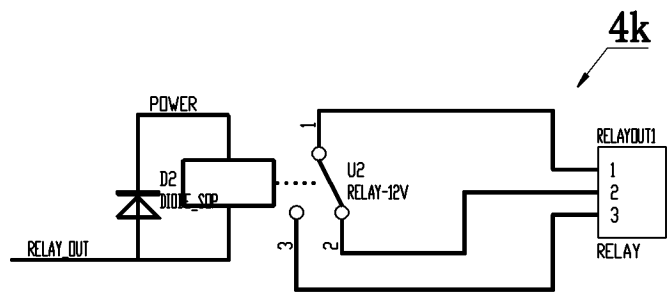 4k
POWER
1
RELAYOUT1
D2
U2
1
DIODE_SOP
RELAY-12V
2
3
RELAY_OUT
3
2
RELAY